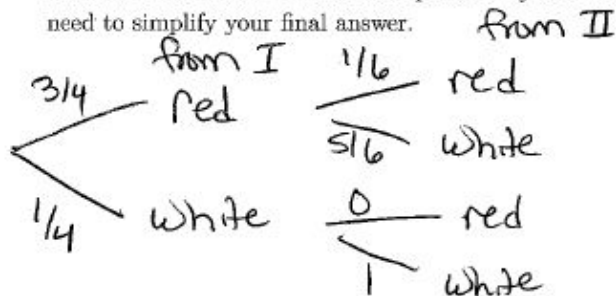 need to simplify your final answer.
from I
from II
3/4
red
1/6
red
5/6
white
1/4
white
0
red
1
white